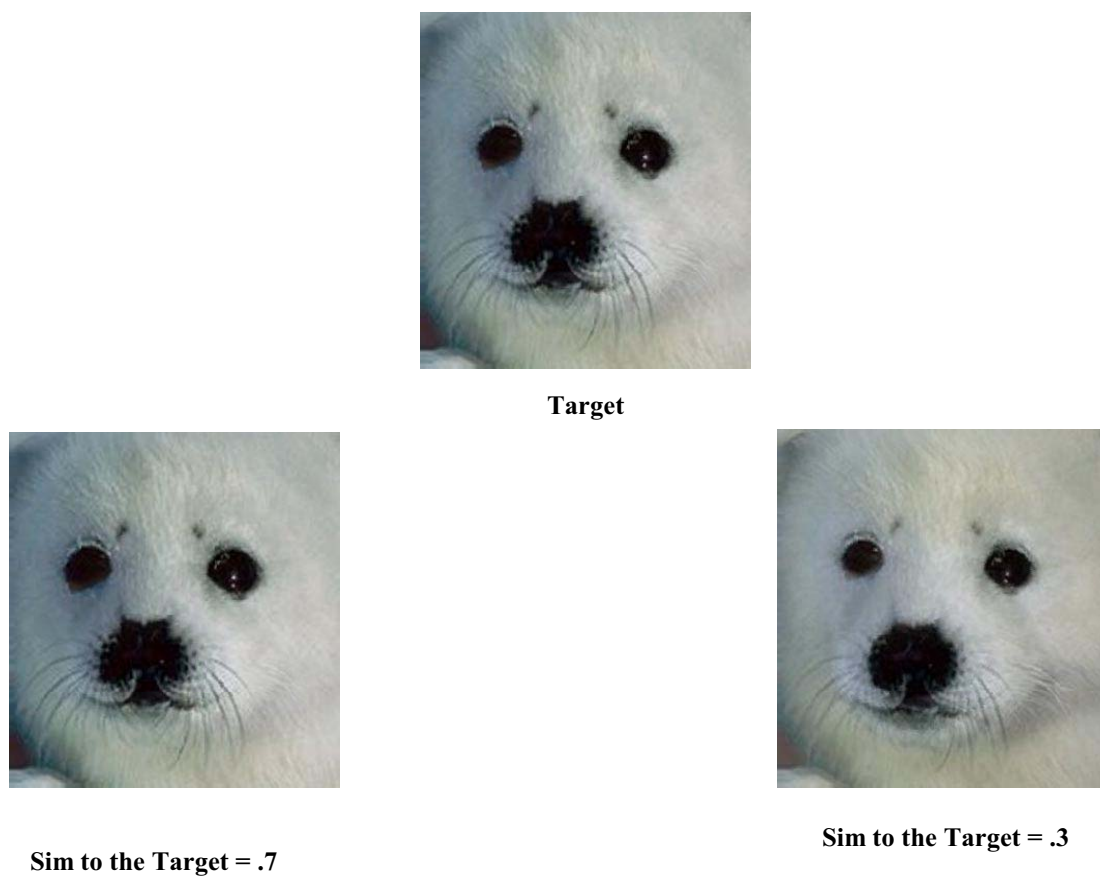 Target
Sim to the Target = .7
Sim to the Target = .3